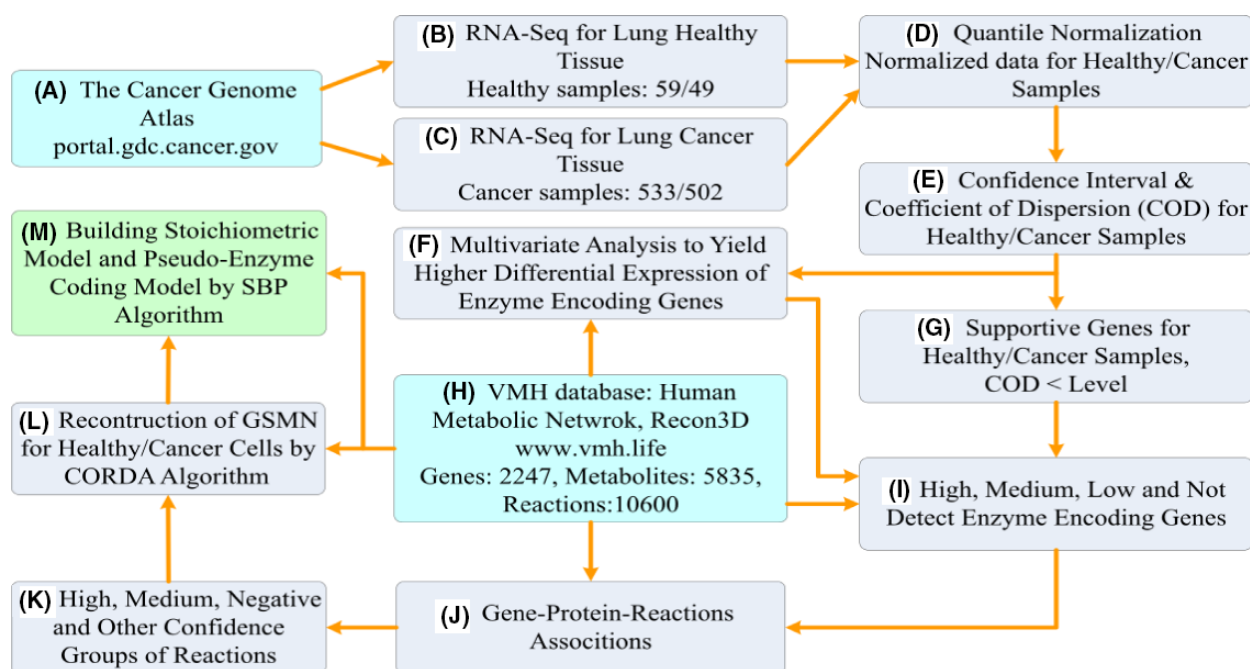 (A) The Cancer Genome
Atlas
portal.gdc.cancer.gov
(B) RNA-Seq for Lung Healthy
Tissue
Healthy samples: 59/49
(C) RNA-Seq for Lung Cancer
Tissue
Cancer samples: 533/502
(D) Quantile Normalization
Normalized data for Healthy/Cancer
Samples
(E) Confidence Interval &
Coefficient of Dispersion (COD) for
Healthy/Cancer Samples
(F) Multivariate Analysis to Yield
Higher Differential Expression of
Enzyme Encoding Genes
(G) Supportive Genes for
Healthy/Cancer Samples,
COD < Level
(H) VMH database: Human
Metabolic Netwrok, Recon3D
www.vmh.life
Genes: 2247, Metabolites: 5835,
Reactions:10600
(I) High, Medium, Low and Not
Detect Enzyme Encoding Genes
(J) Gene-Protein-Reactions
Associtions
(K) High, Medium, Negative
and Other Confidence
Groups of Reactions
(L) Recontruction of GSMN
for Healthy/Cancer Cells by
CORDA Algorithm
(M) Building Stoichiometric
Model and Pseudo-Enzyme
Coding Model by SBP
Algorithm